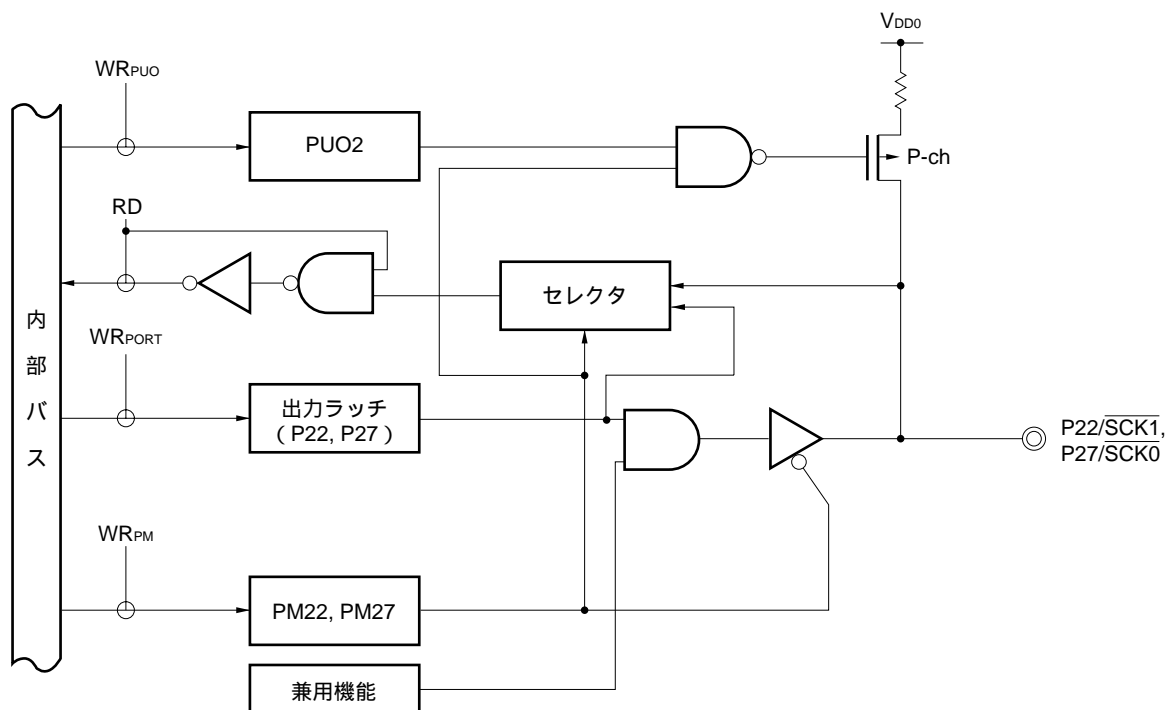 VDD0
WRPUO
PUO2
P-ch
RD
セレクタ
内部バス
WRPORT
出力ラッチ
(P22, P27)
P22/SCK1,
P27/SCK0
WRPM
PM22, PM27
兼用機能